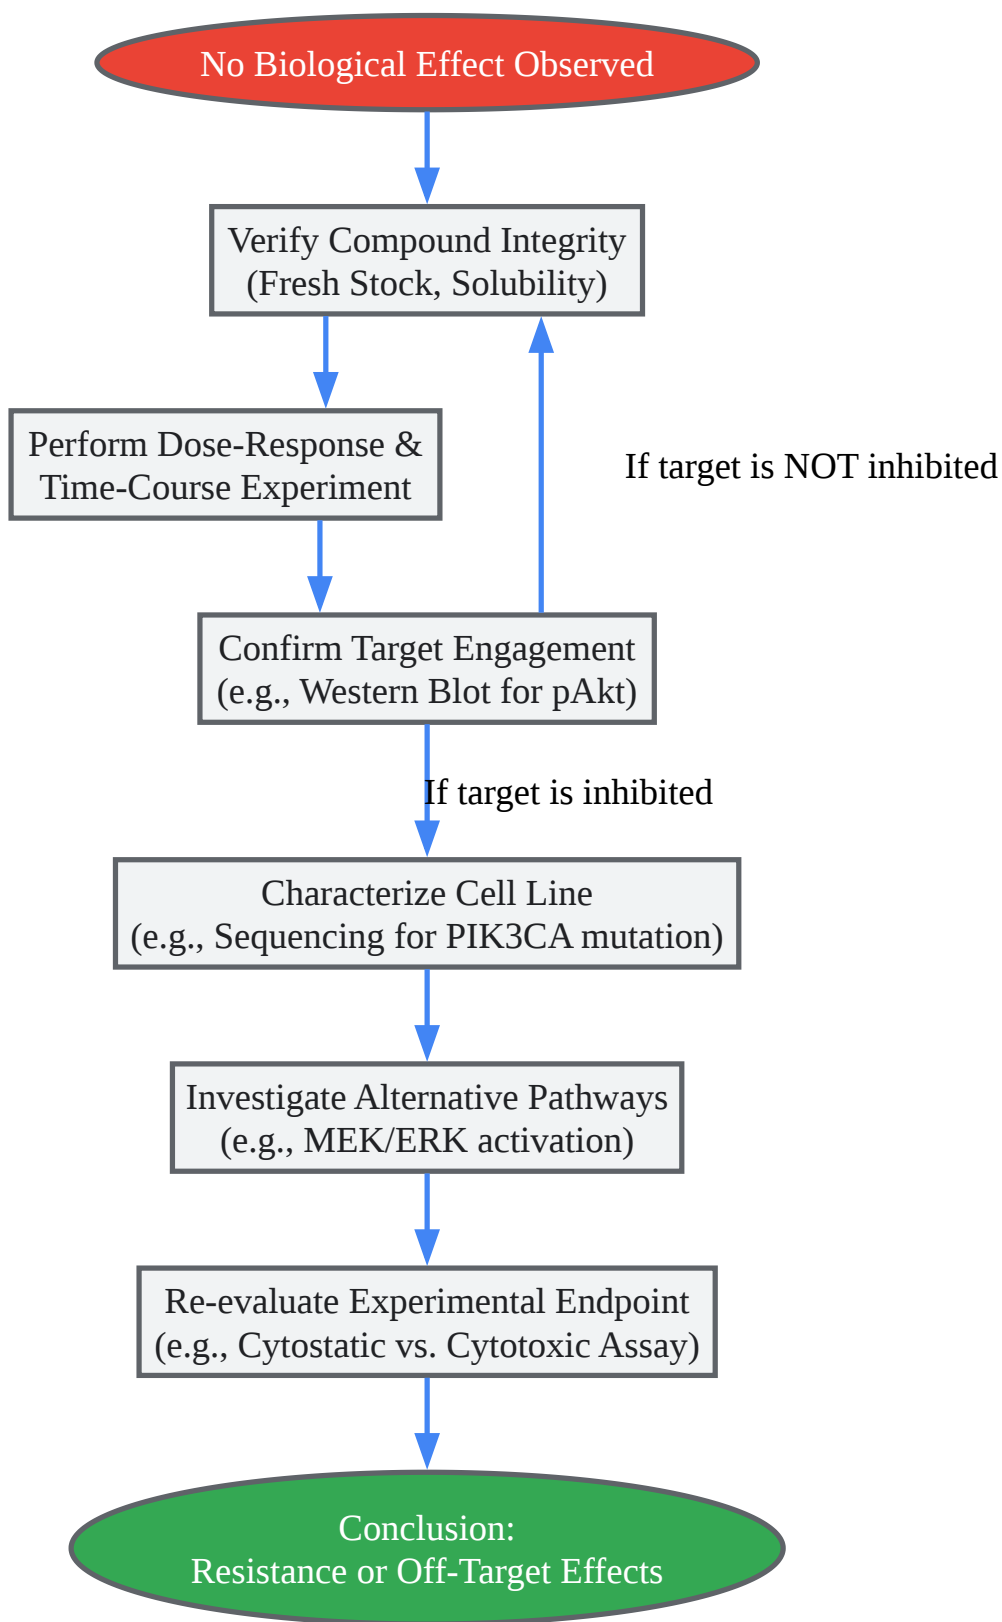 No Biological Effect Observed
Verify Compound Integrity
(Fresh Stock, Solubility)
Perform Dose-Response &
Time-Course Experiment
If target is NOT inhibited
Confirm Target Engagement
(e.g., Western Blot for pAkt)
If target is inhibited
Characterize Cell Line
(e.g., Sequencing for PIK3CA mutation)
Investigate Alternative Pathways
(e.g., MEK/ERK activation)
Re-evaluate Experimental Endpoint
(e.g., Cytostatic vs. Cytotoxic Assay)
Conclusion:
Resistance or Off-Target Effects